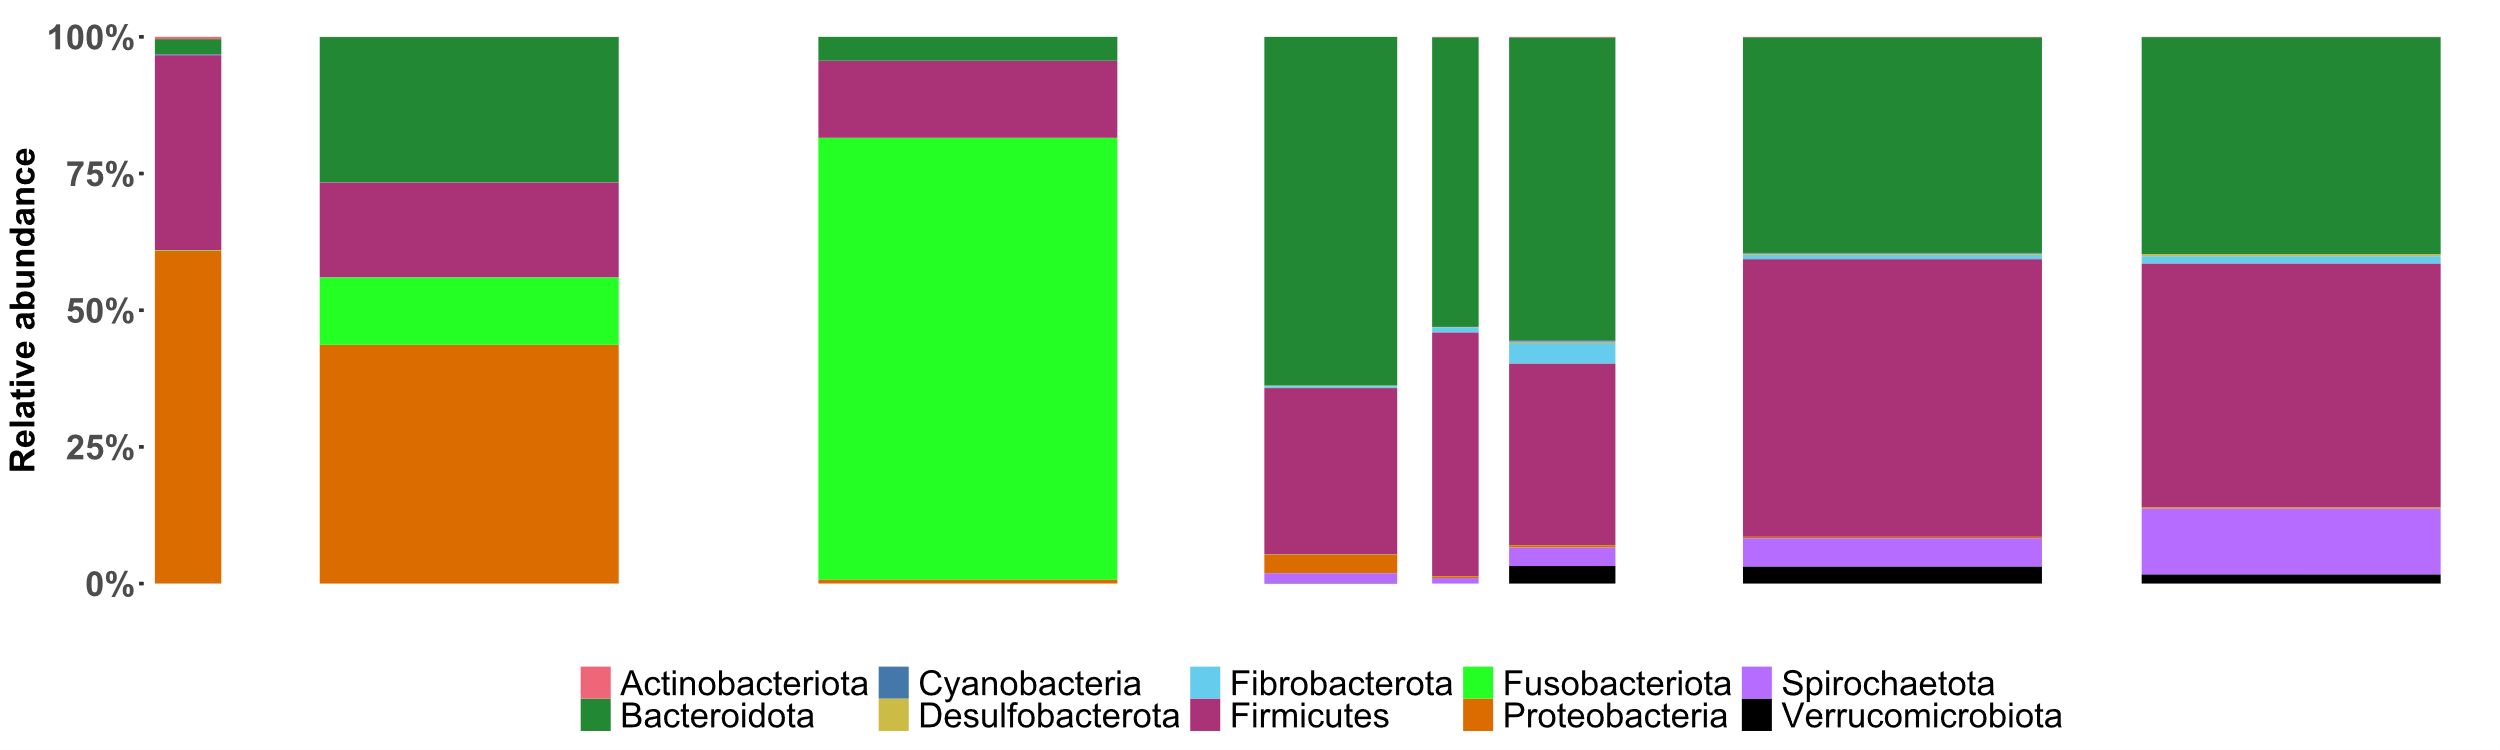 100%
75%
50%
25%
0%
Relative abundance
Actinobacteriota Cyanobacteria Fibrobacterota Fusobacteriota Spirochaetota
Bacteroidota Desulfobacterota Firmicutes Proteobacteria Verrucomicrobiota